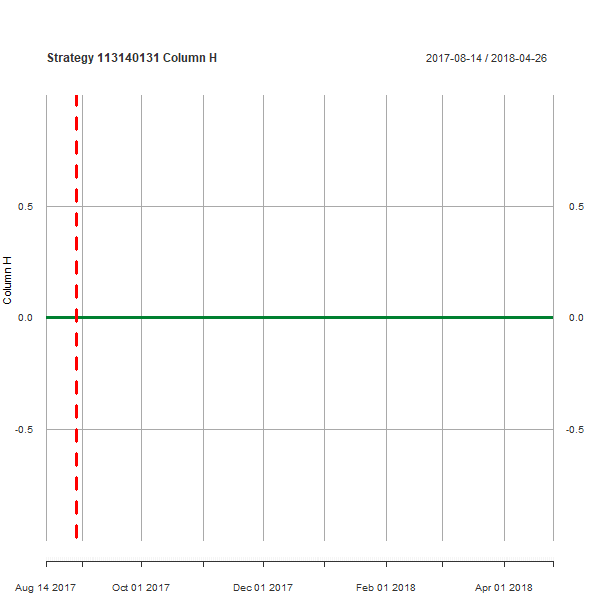 Strategy 113140131 Column H
2017-08-14 / 2018-04-26
0.5
0.5
Column H
0.0
0.0
-0.5
-0.5
Aug 14 2017
Oct 01 2017
Dec 01 2017
Feb 01 2018
Apr 01 2018